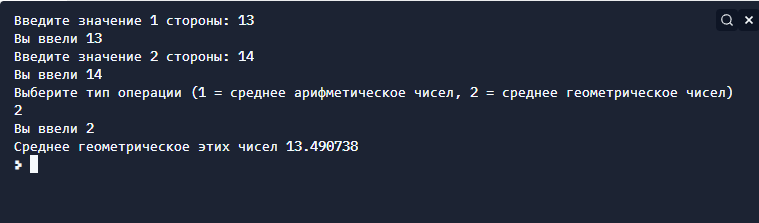 Введите значение 1 стороны: 13
Вы ввели 13
Введите значение 2 стороны: 14
Вы ввели 14
Выберите тип операции (1 = среднее арифметическое чисел, 2 = среднее геометрическое чисел)
2
Вы ввели 2
Среднее геометрическое этих чисел 13.490738